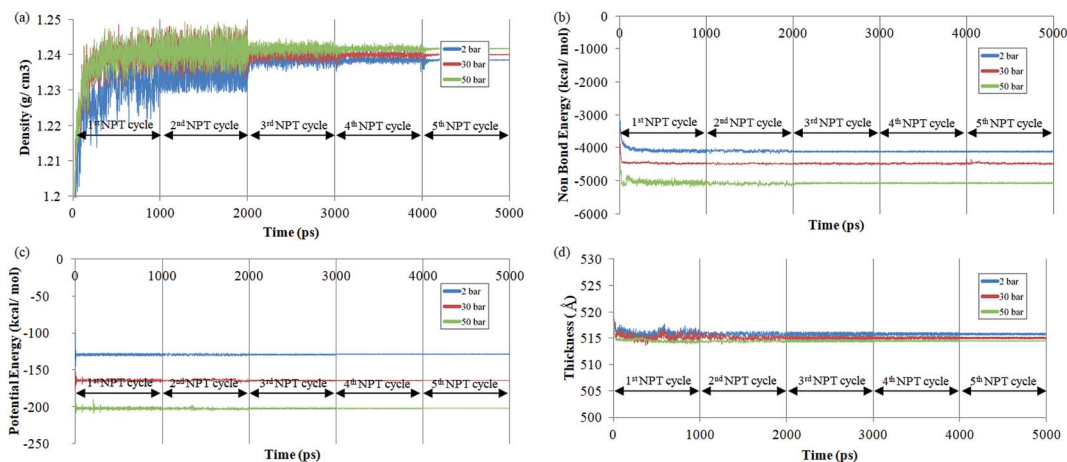 (a)
1.25
1.24
1.23
1.22
1.21
1.2
Density (g/ cm3)
2 bar
30 bar
50 bar
1st NPT cycle
2nd NPT cycle
3rd NPT cycle
4th NPT cycle
5th NPT cycle
0 1000 2000 3000 4000 5000
Time (ps)
(b)
0
-1000
-2000
-3000
-4000
-5000
-6000
Non Bond Energy (kcal/ mol)
2 bar
30 bar
50 bar
1st NPT cycle
2nd NPT cycle
3rd NPT cycle
4th NPT cycle
5th NPT cycle
0 1000 2000 3000 4000 5000
Time (ps)
(c)
0 1000 2000 3000 4000 5000
0
-50
-100
-150
-200
-250
Potential Energy (kcal/ mol)
2 bar
30 bar
50 bar
1st NPT cycle
2nd NPT cycle
3rd NPT cycle
4th NPT cycle
5th NPT cycle
Time (ps)
(d)
530
525
520
515
510
505
500
Thickness ( Å)
2 bar
30 bar
50 bar
1st NPT cycle
2nd NPT cycle
3rd NPT cycle
4th NPT cycle
5th NPT cycle
0 1000 2000 3000 4000 5000
Time (ps)